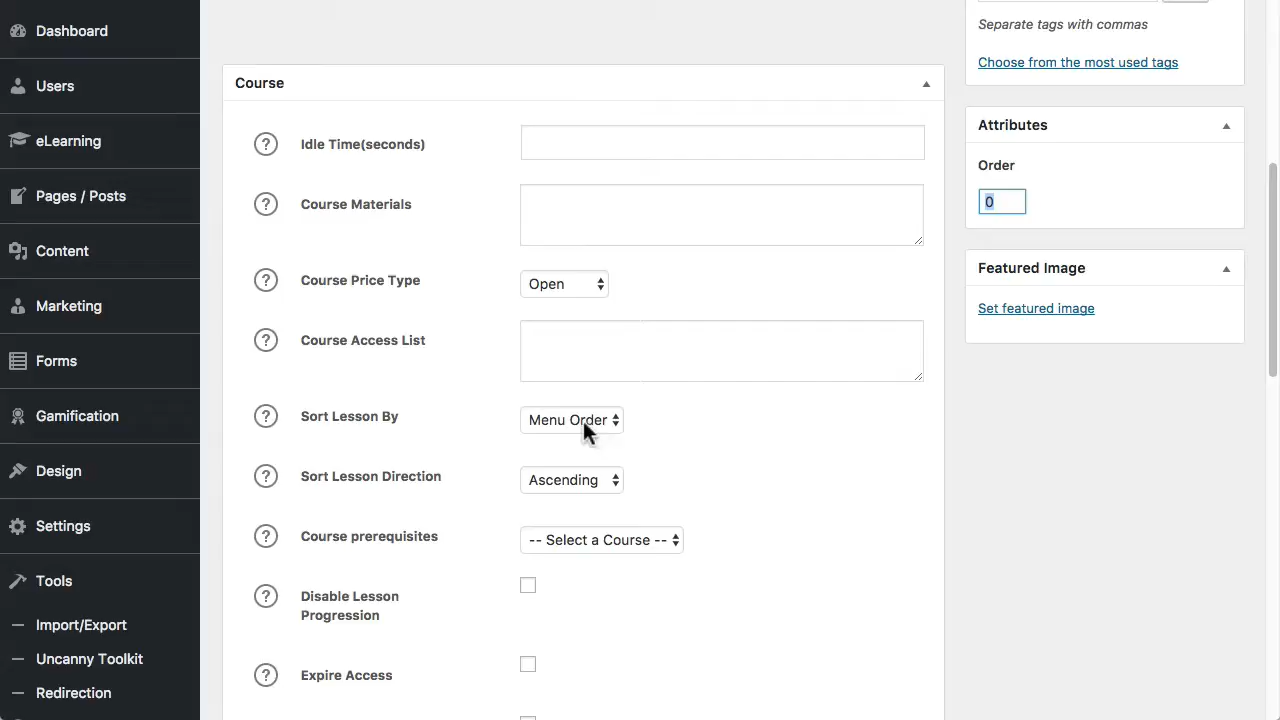 Dashboard
Users
eLearning
Pages / Posts
Content
Marketing
Forms
Gamification
Design
Settings
Tools
Import/Export
Uncanny Toolkit
Redirection
Course
? Idle Time(seconds)
? Course Materials
? Course Price Type Open
? Course Access List
? Sort Lesson By Menu Order
? Sort Lesson Direction Ascending
? Course prerequisites -- Select a Course --
? Disable Lesson
Progression
? Expire Access
Separate tags with commas
Choose from the most used tags
Attributes
Order
0
Featured Image
Set featured image